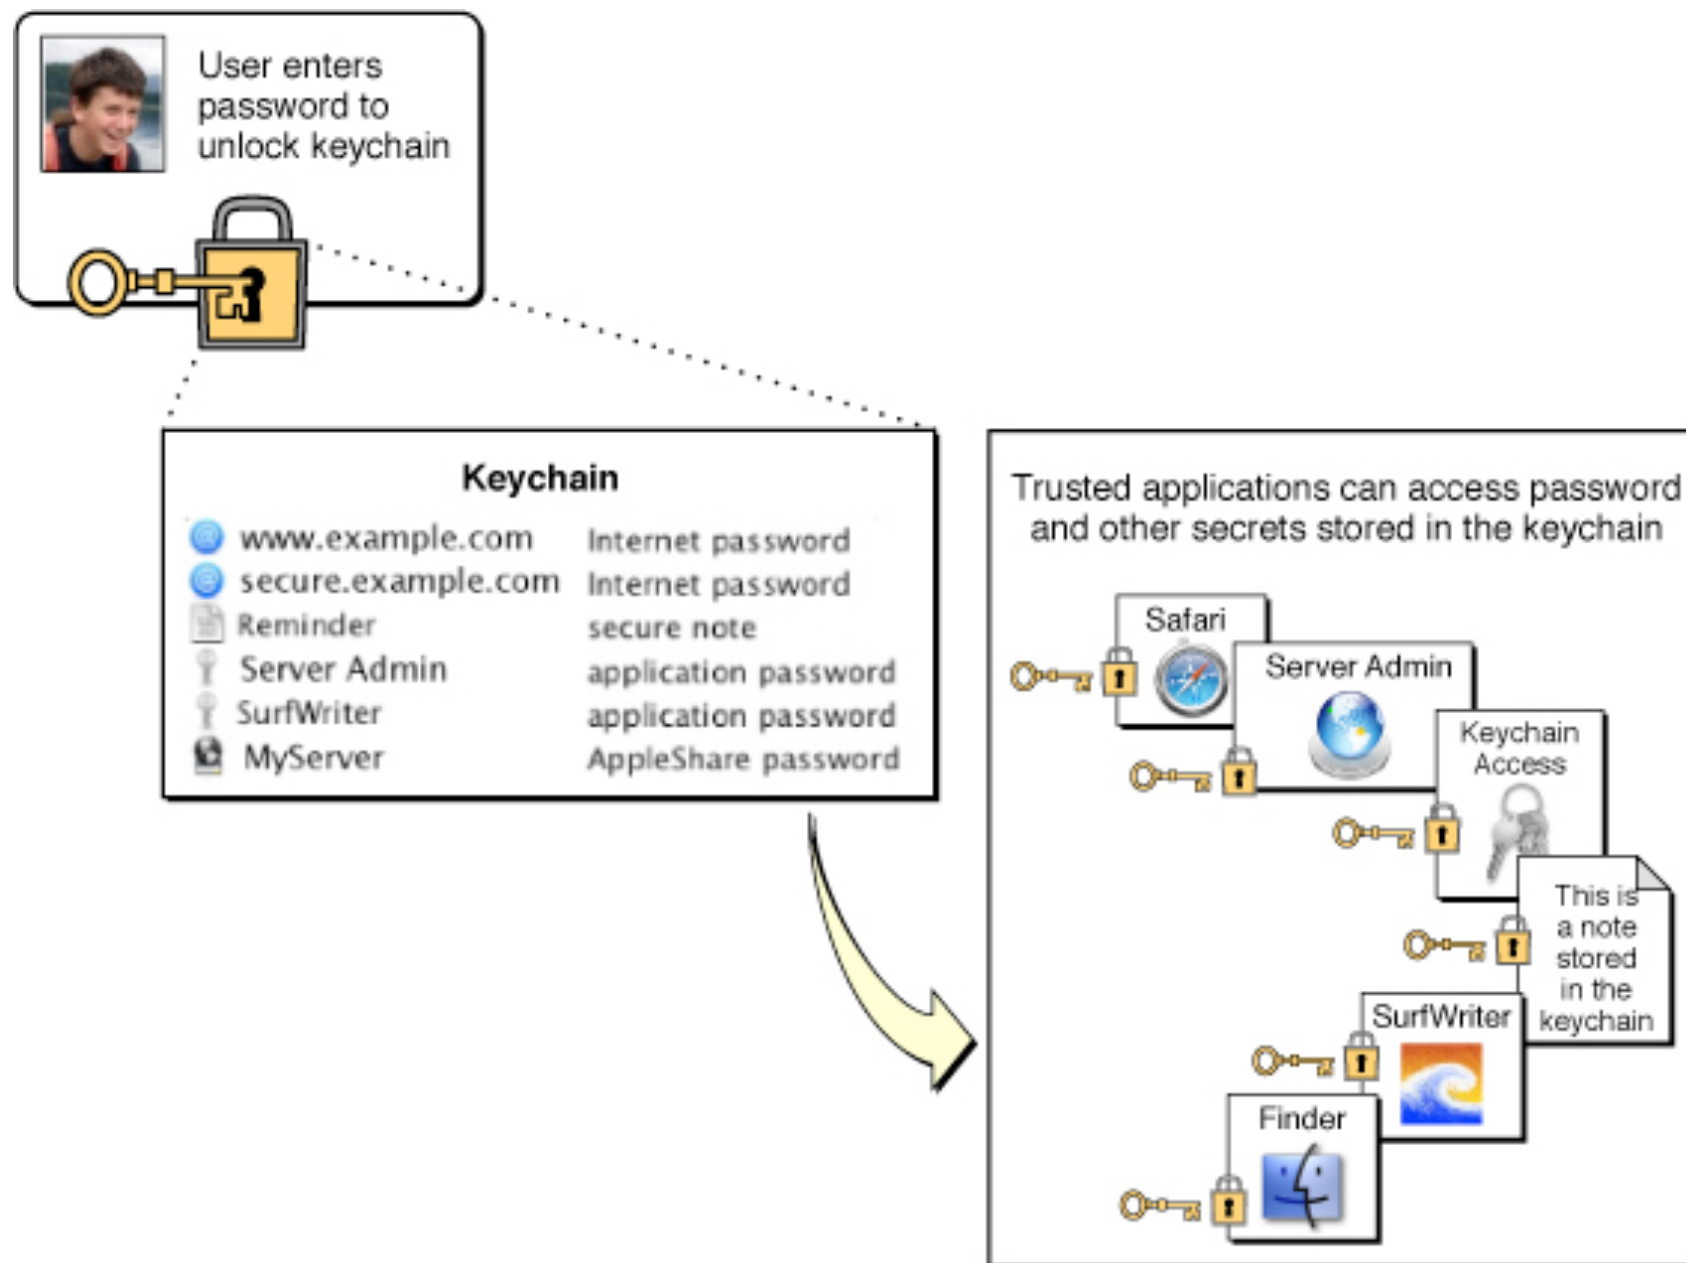 User enters
password to
unlock keychain
Keychain
www.example.com Internet password
secure.example.com Internet password
Reminder secure note
Server Admin application password
SurfWriter application password
MyServer AppleShare password
Trusted applications can access password
and other secrets stored in the keychain
Safari
Server Admin
Keychain
Access
This is
a note
stored
in the
keychain
SurfWriter
Finder